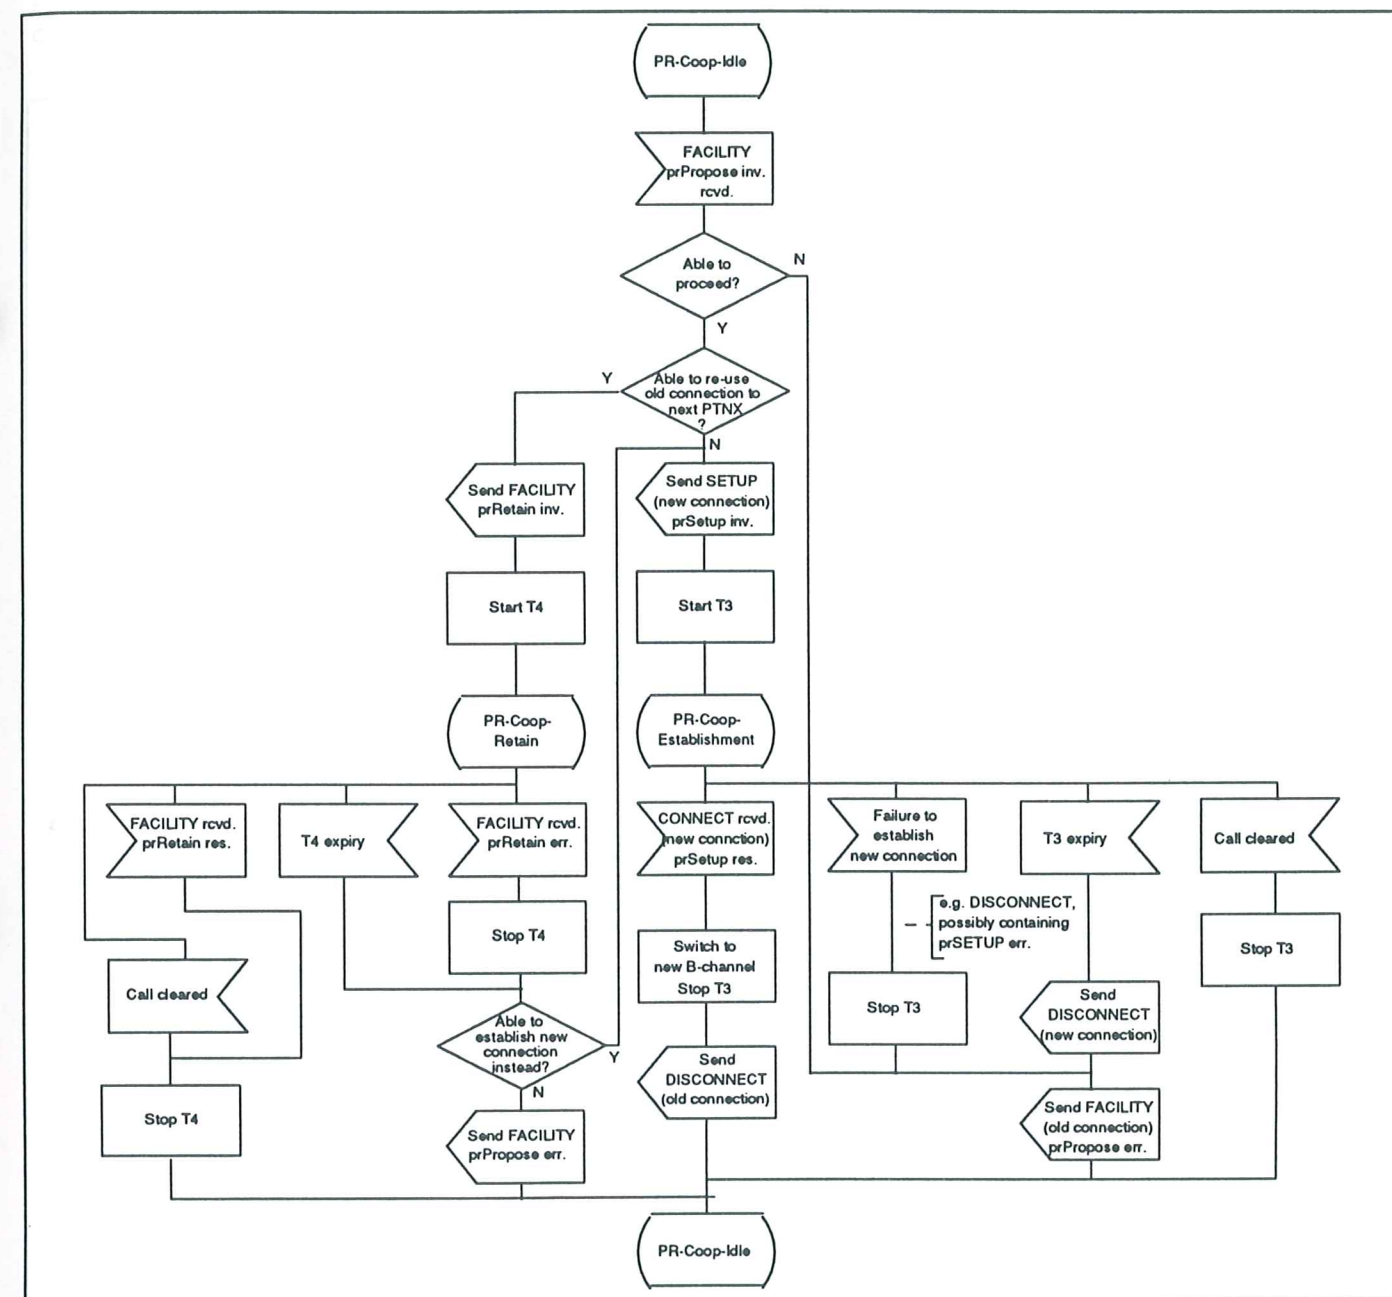 PR-Coop-Idle
FACILITY
prPropose inv.
rcvd.
Able to
proceed?
N
Y
Able to re-use
old connection to
next PTNX
?
Y
N
Send FACILITY
prRetain inv.
Send SETUP
(new connection)
prSetup inv.
Start T4
Start T3
PR-Coop-
Retain
PR-Coop-
Establishment
FACILITY rcvd.
prRetain res.
T4 expiry
FACILITY rcvd.
prRetain err.
CONNECT rcvd.
(new connction)
prSetup res.
Failure to
establish
new connection
T3 expiry
Call cleared
e.g. DISCONNECT,
possibly containing
prSETUP err.
Stop T4
Switch to
new B-channel
Stop T3
Stop T3
Call cleared
Stop T3
Send
DISCONNECT
(new connection)
Able to
establish new
connection
instead?
Y
N
Send
DISCONNECT
(old connection)
Stop T4
Send FACILITY
prPropose err.
Send FACILITY
(old connection)
prPropose err.
PR-Coop-Idle